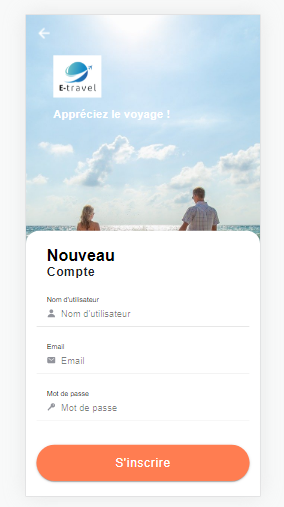 E-travel
Appréciez le voyage !
Nouveau
Compte
Nom d'utilisateur
Nom d'utilisateur
Email
Email
Mot de passe
Mot de passe
S'inscrire